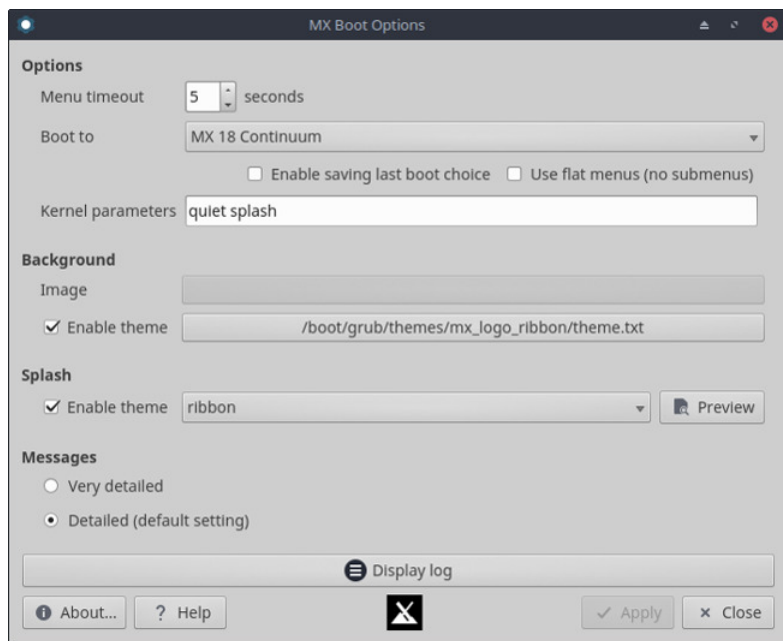 MX Boot Options
Options
Menu timeout 5 seconds
Boot to MX 18 Continuum
Enable saving last boot choice Use flat menus (no submenus)
Kernel parameters quiet splash
Background
Image
Enable theme /boot/grub/themes/mx_logo_ribbon/theme.txt
Splash
Enable theme ribbon Preview
Messages
Very detailed
Detailed (default setting)
Display log
About... ? Help Apply Close